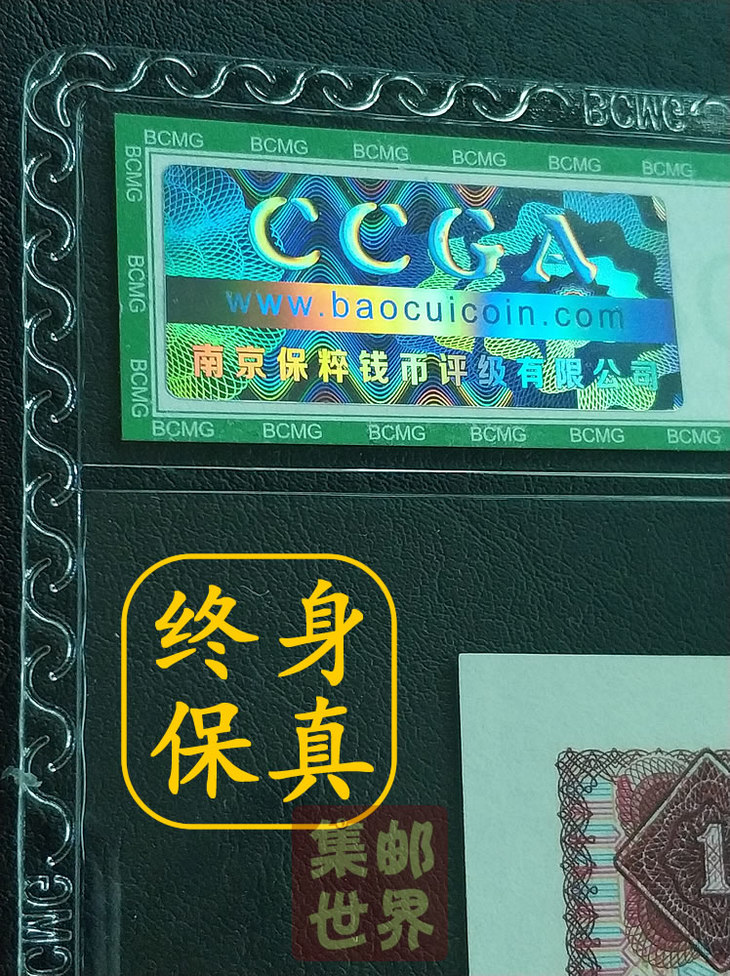 BCWG
BCMG BCMG BCMG BCMG BCMG BCMG
BCMG
BCMG
BCMG
CCGA
www.baocuicoin.com
南京保粹钱币评级有限公司
BCMG BCMG BCMG BCMG BCMG BCMG
终身
保真
集邮
世界
1